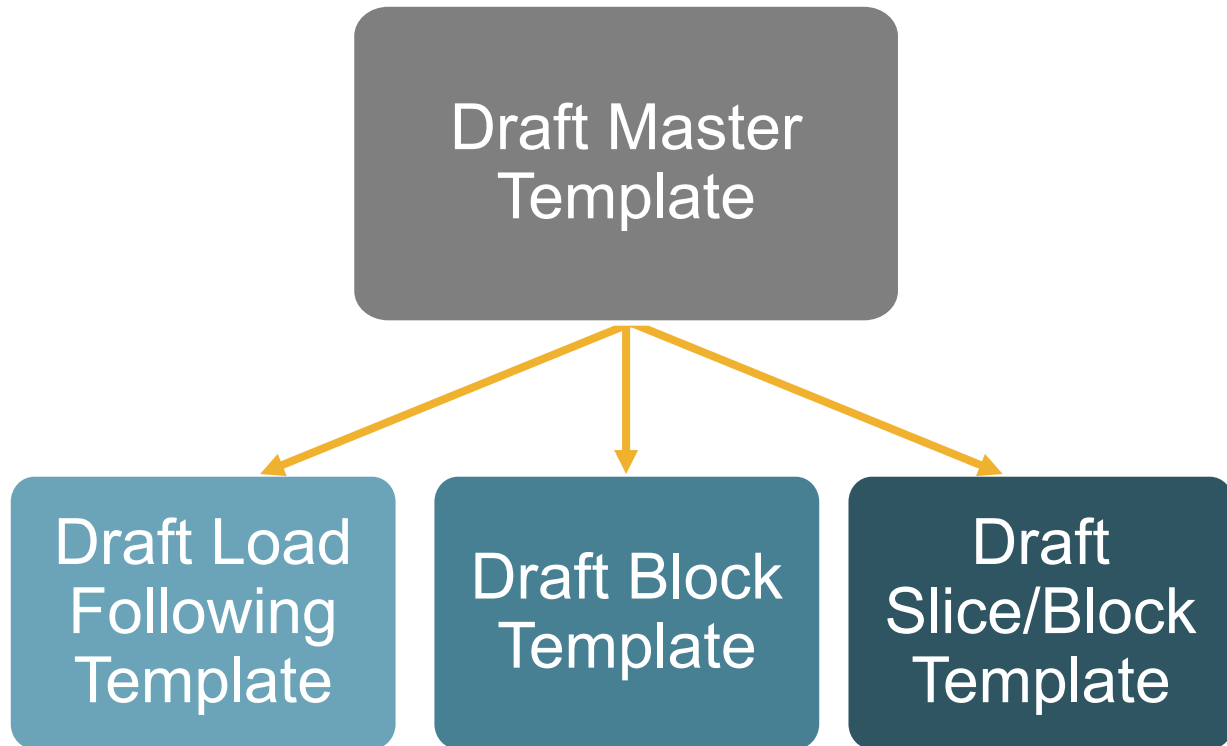 Draft Master
Template
Draft Load
Following
Template
Draft Block
Template
Draft
Slice/Block
Template